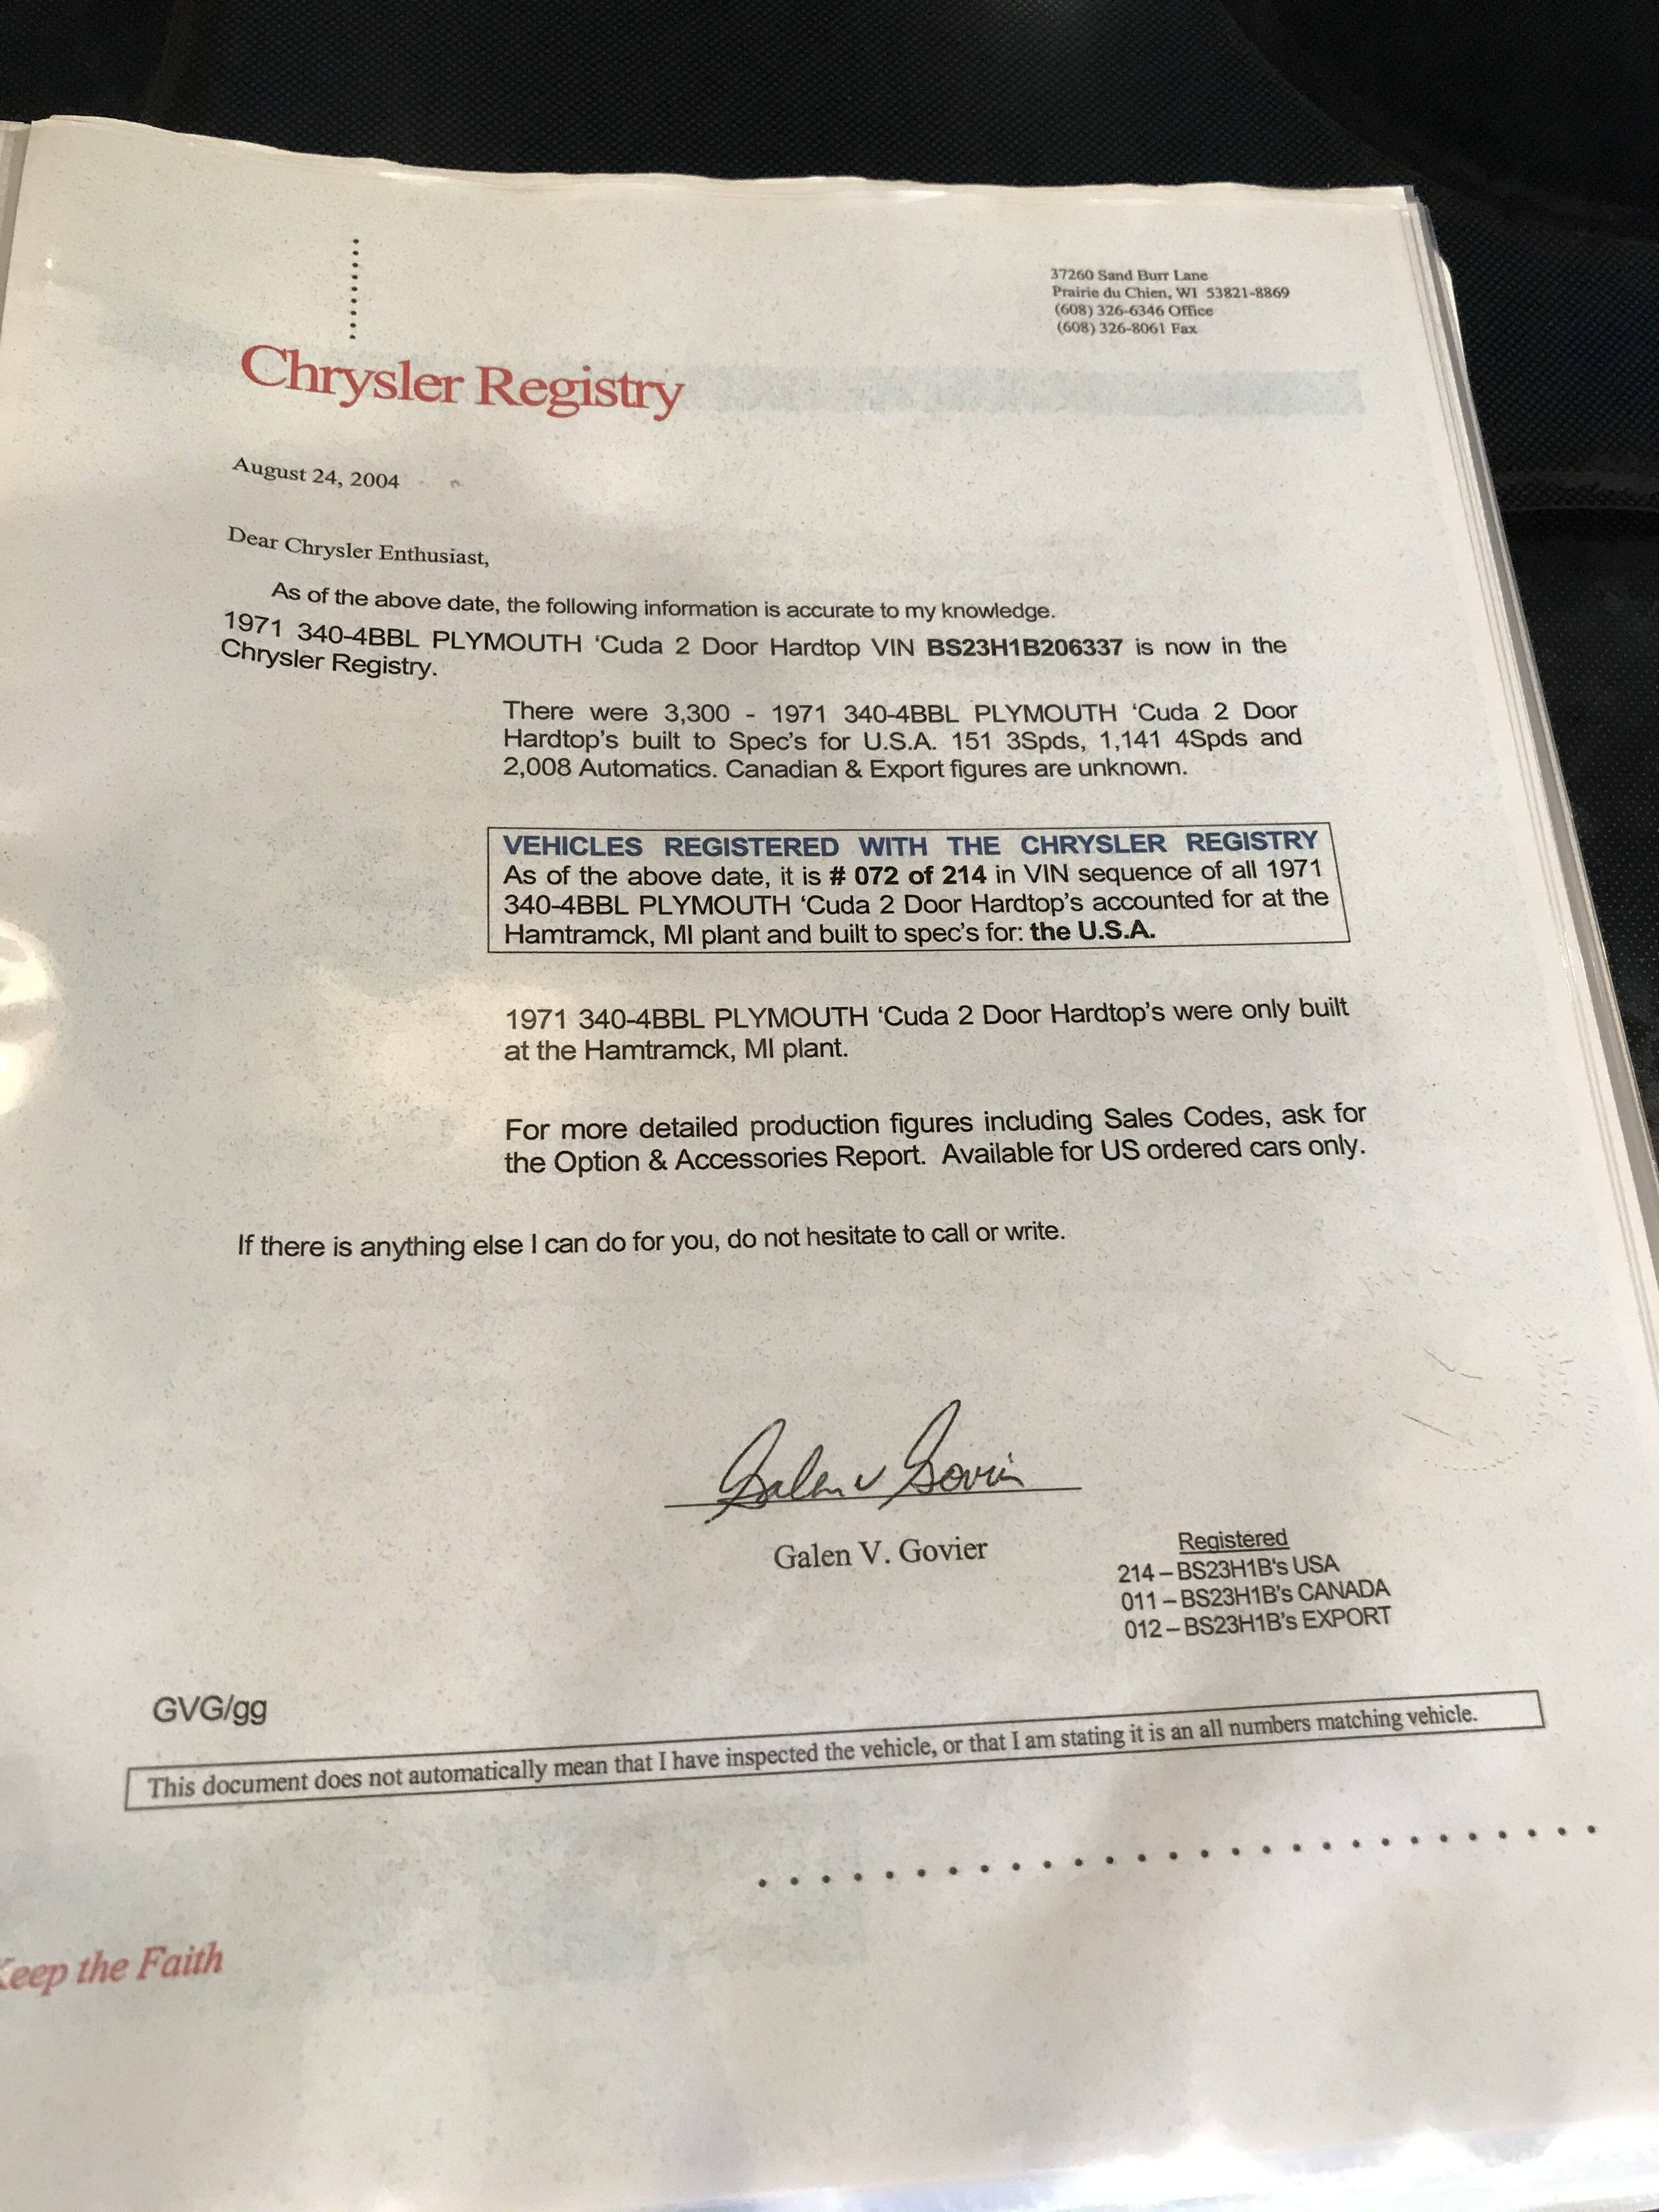 37260 Sand Burr Lane
Prairie du Chien, WI 53821-8869
(608) 326-6346 Office
(608) 326-8061 Fax
Chrysler Registry
August 24, 2004
Dear Chrysler Enthusiast,
As of the above date, the following information is accurate to my knowledge.
1971 340-4BBL PLYMOUTH ‘Cuda 2 Door Hardtop VIN BS23H1B206337 is now in the
Chrysler Registry.
There were 3,300 - 1971 340-4BBL PLYMOUTH ‘Cuda 2 Door
Hardtop’s built to Spec’s for U.S.A. 151 3Spds, 1,141 4Spds and
2,008 Automatics. Canadian & Export figures are unknown.
VEHICLES REGISTERED WITH THE CHRYSLER REGISTRY
As of the above date, it is # 072 of 214 in VIN sequence of all 1971
340-4BBL PLYMOUTH ‘Cuda 2 Door Hardtop’s accounted for at the
Hamtramck, MI plant and built to spec’s for: the U.S.A.
1971 340-4BBL PLYMOUTH ‘Cuda 2 Door Hardtop’s were only built
at the Hamtramck, MI plant.
For more detailed production figures including Sales Codes, ask for
the Option & Accessories Report. Available for US ordered cars only.
If there is anything else I can do for you, do not hesitate to call or write.
Galen V Govier
Galen V. Govier
Registered
214 – BS23H1B’s USA
011 – BS23H1B’s CANADA
012 – BS23H1B’s EXPORT
GVG/gg
This document does not automatically mean that I have inspected the vehicle, or that I am stating it is an all numbers matching vehicle.
Keep the Faith